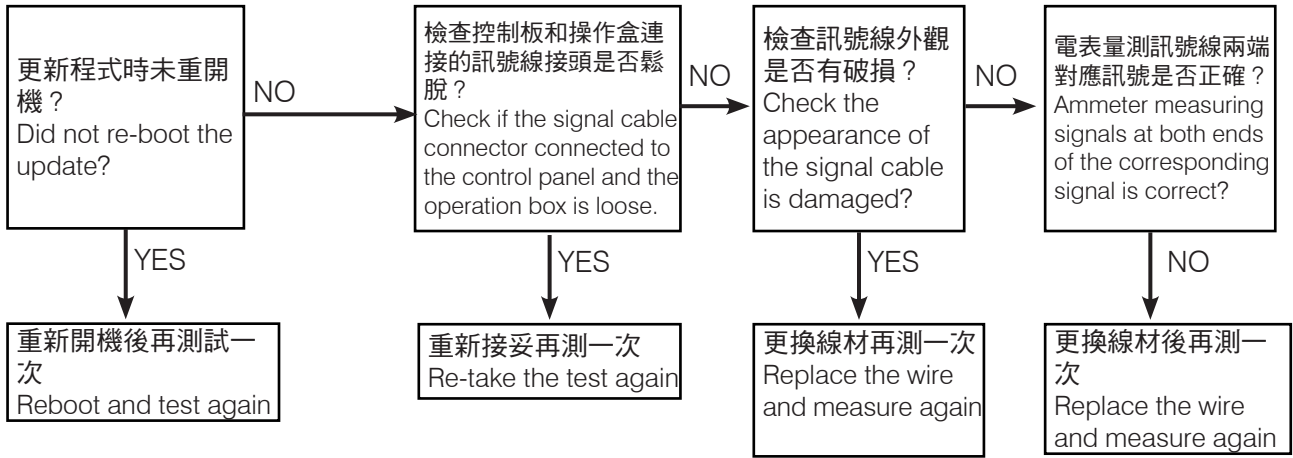 更新程式時未重開
機？
Did not re-boot the
update?
NO
檢查控制板和操作盒連
接的訊號線接頭是否鬆
脫？
Check if the signal cable
connector connected to
the control panel and the
operation box is loose.
NO
檢查訊號線外觀
是否有破損？
Check the
appearance of
the signal cable
is damaged?
NO
電表量測訊號線兩端
對應訊號是否正確？
Ammeter measuring
signals at both ends
of the corresponding
signal is correct?
YES
YES
YES
NO
重新開機後再測試一
次
Reboot and test again
重新接妥再測一次
Re-take the test again
更換線材再測一次
Replace the wire
and measure again
更換線材後再測一
次
Replace the wire
and measure again